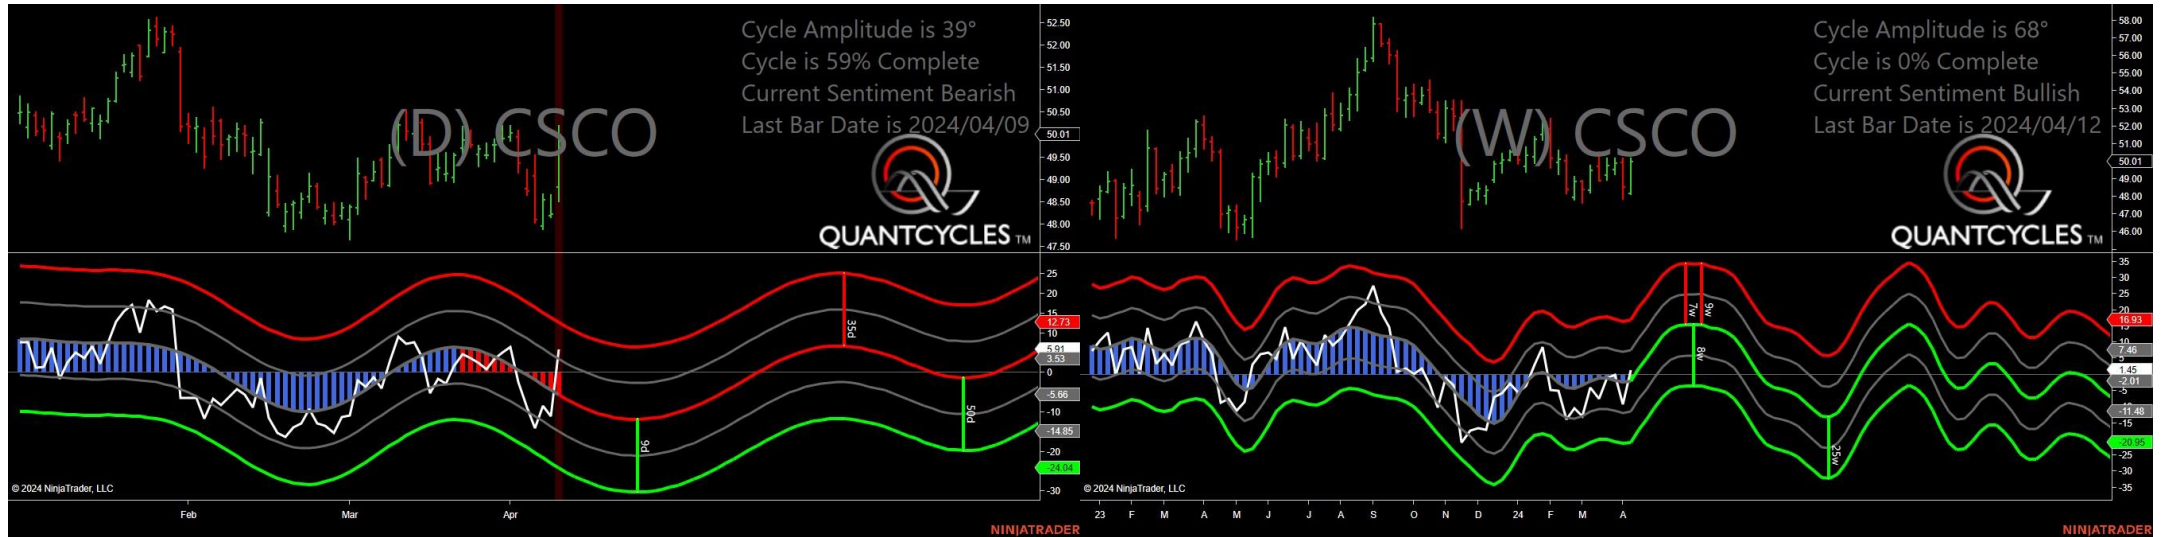 Cycle Amplitude is 39°
Cycle is 59% Complete
Current Sentiment Bearish
Last Bar Date is 2024/04/09
(D) CSCO
QUANTCYCLES TM
52.50
52.00
51.50
51.00
50.50
50.01
49.50
49.00
48.50
48.00
47.50
25
20
15
12.73
10
5.91
3.53
0
-5.66
-10
-14.85
-20
-24.04
-30
35d
9d
50d
© 2024 NinjaTrader, LLC
Feb
Mar
Apr
NINJATRADER
Cycle Amplitude is 68°
Cycle is 0% Complete
Current Sentiment Bullish
Last Bar Date is 2024/04/12
(W) CSCO
QUANTCYCLES TM
58.00
57.00
56.00
55.00
54.00
53.00
52.00
51.00
50.01
49.00
48.00
47.00
46.00
35
30
25
20
16.93
15
7.46
5
1.45
-2.01
-5
-11.48
-15
-20.95
-25
-30
-35
7w
9w
8w
25w
© 2024 NinjaTrader, LLC
23
F
M
A
M
J
J
A
S
O
N
D
24
F
M
A
NINJATRADER